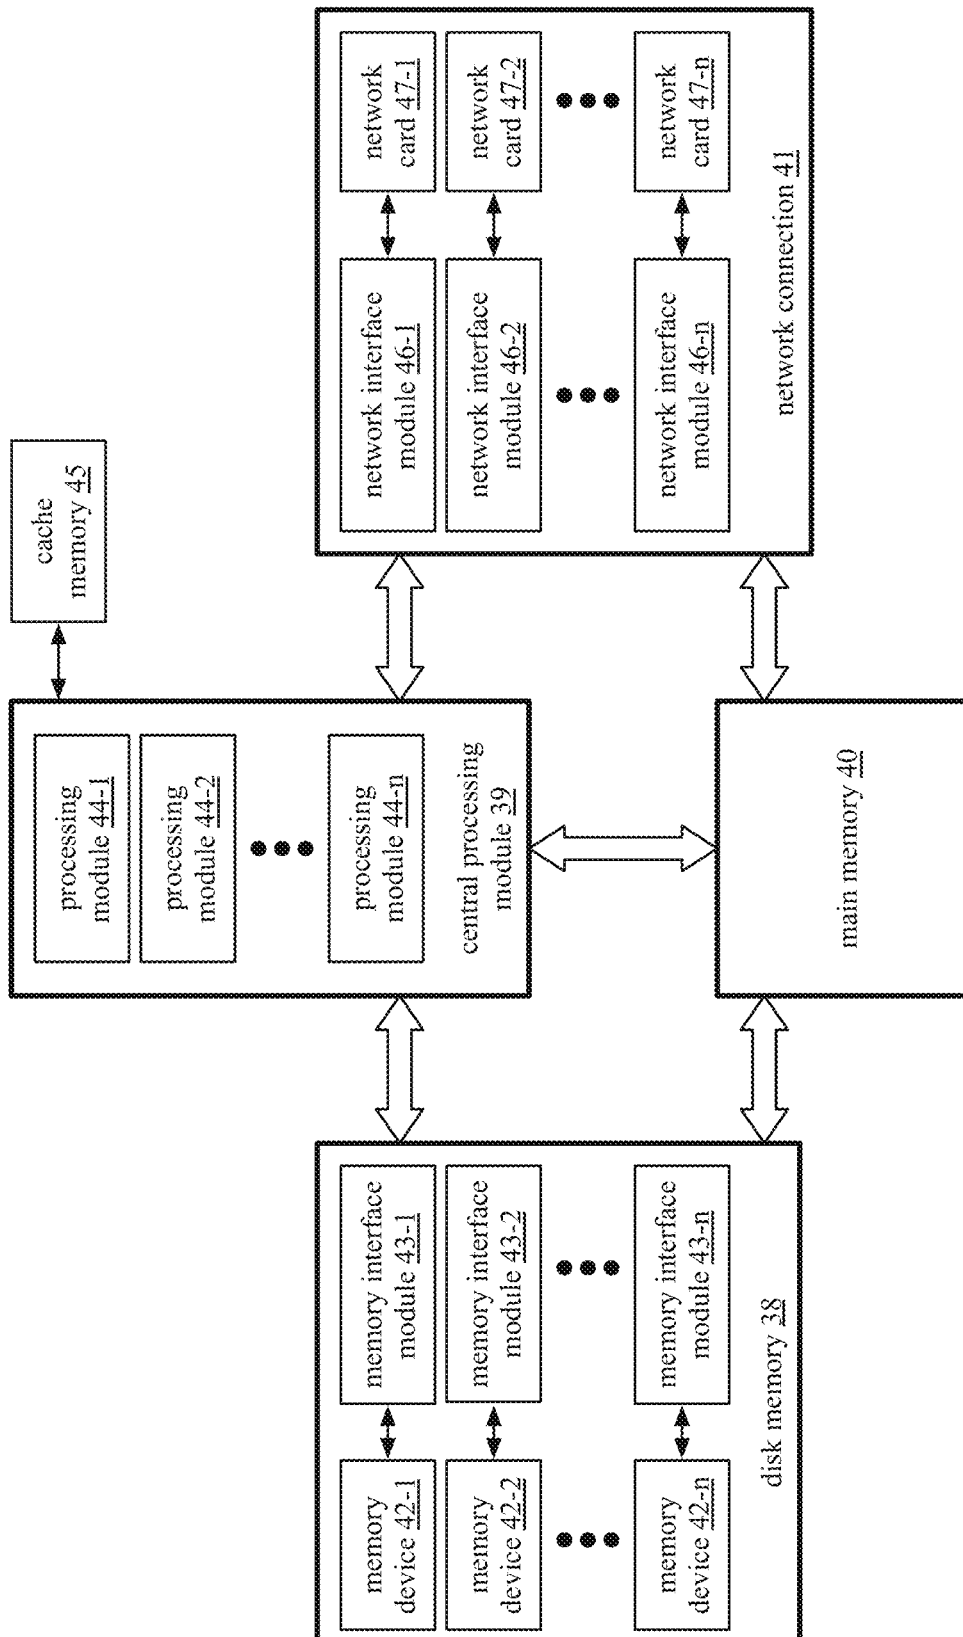 memory
device 42-1
memory interface
module 43-1
memory
device 42-2
memory interface
module 43-2
memory
device 42-n
memory interface
module 43-n
disk memory 38
processing
module 44-1
processing
module 44-2
processing
module 44-n
central processing
module 39
cache
memory 45
main memory 40
network interface
module 46-1
network
card 47-1
network interface
module 46-2
network
card 47-2
network interface
module 46-n
network
card 47-n
network connection 41